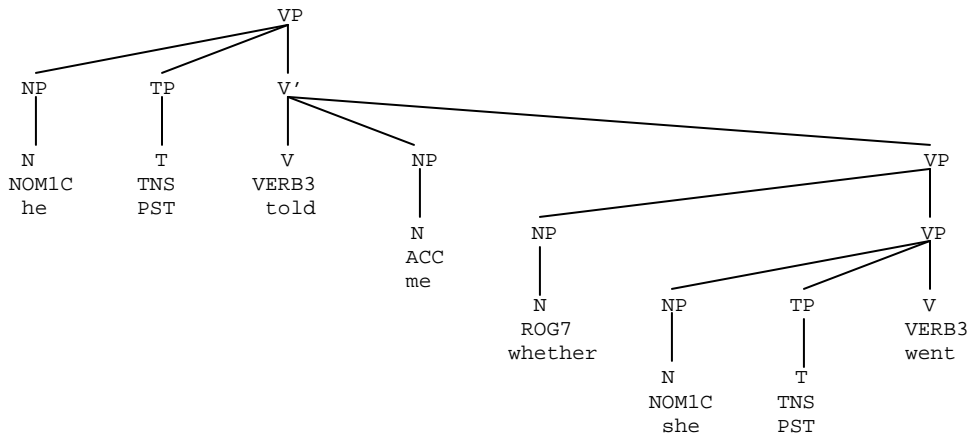 VP
NP TP V′
N T V NP VP
NOM1C TNS VERB3
he PST told
N NP VP
ACC
me
N NP TP V
ROG7 VERB3
whether went
N T
NOM1C TNS
she PST